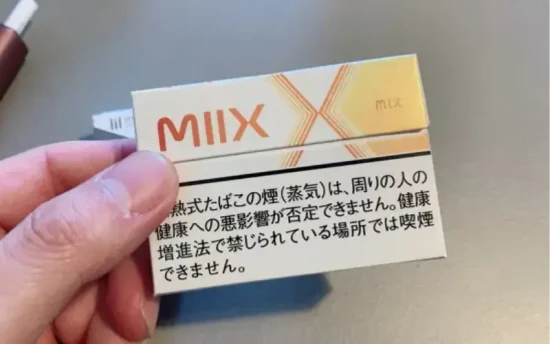 MIIX
MIX
熱式たばこの煙(蒸気)は、周りの人の
健康への悪影響が否定できません。健康
増進法で禁じられている場所では喫煙
できません。